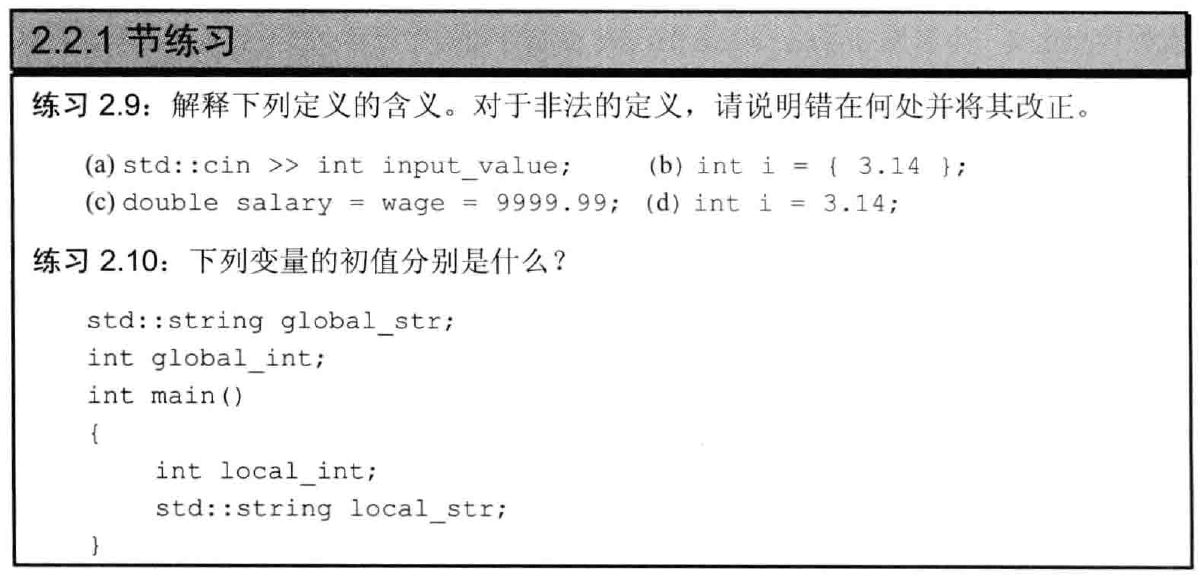 2.2.1 节练习
练习 2.9：解释下列定义的含义。对于非法的定义，请说明错在何处并将其改正。
(a) std::cin >> int input_value; (b) int i = { 3.14 };
(c) double salary = wage = 9999.99; (d) int i = 3.14;
练习 2.10：下列变量的初值分别是什么？
std::string global_str;
int global_int;
int main()
{
int local_int;
std::string local_str;
}